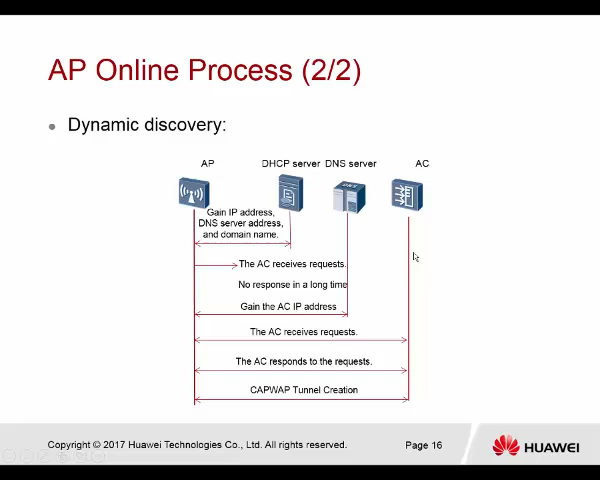 AP Online Process (2/2)
● Dynamic discovery:
AP DHCP server DNS server AC
DNS
Gain IP address,
DNS server address,
and domain name.
The AC receives requests.
No response in a long time
Gain the AC IP address
The AC receives requests.
The AC responds to the requests.
CAPWAP Tunnel Creation
Copyright © 2017 Huawei Technologies Co., Ltd. All rights reserved. Page 16 HUAWEI